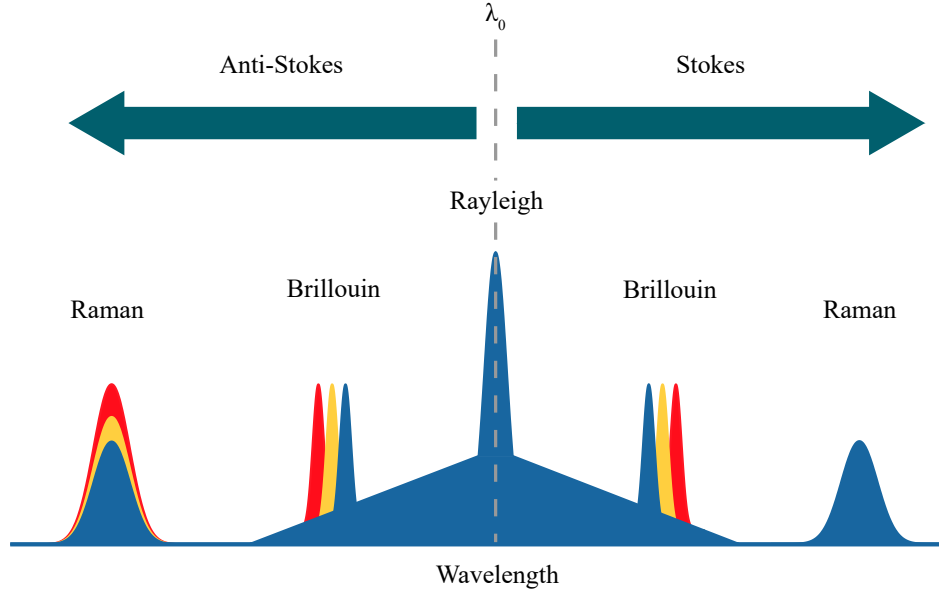 λ₀
Anti-Stokes
Stokes
Rayleigh
Brillouin
Brillouin
Raman
Raman
Wavelength